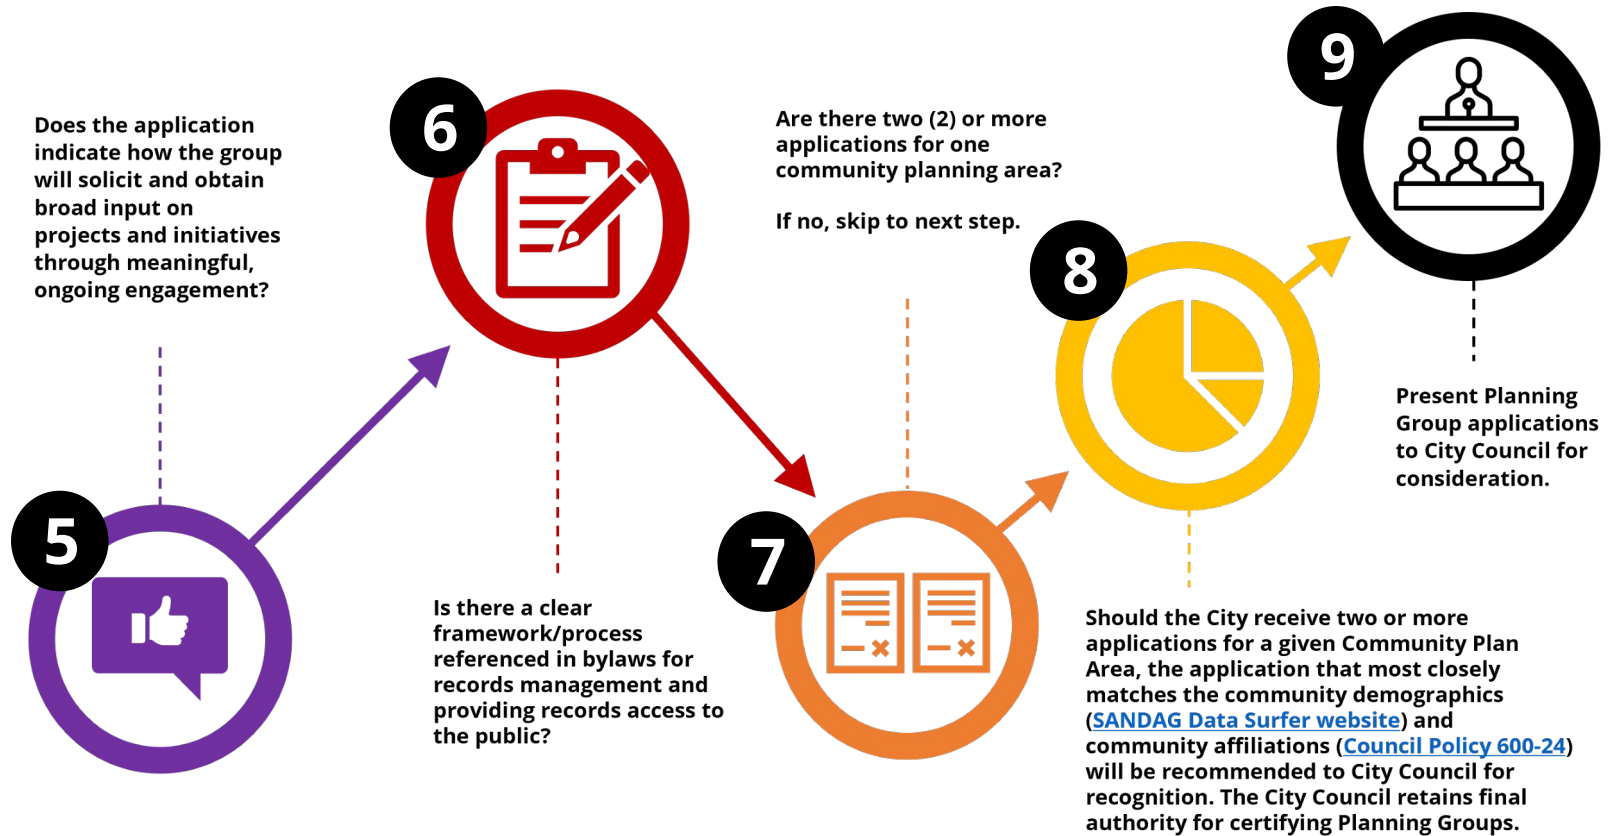 5
Does the application
indicate how the group
will solicit and obtain
broad input on
projects and initiatives
through meaningful,
ongoing engagement?
6
Is there a clear
framework/process
referenced in bylaws for
records management and
providing records access to
the public?
7
Are there two (2) or more
applications for one
community planning area?
If no, skip to next step.
8
Should the City receive two or more
applications for a given Community Plan
Area, the application that most closely
matches the community demographics
(SANDAG Data Surfer website) and
community affiliations (Council Policy 600-24)
will be recommended to City Council for
recognition. The City Council retains final
authority for certifying Planning Groups.
9
Present Planning
Group applications
to City Council for
consideration.